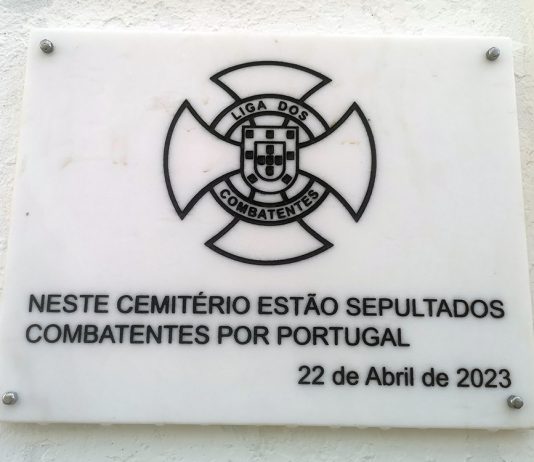 LIGA DOS
COMBATENTES
NESTE CEMITÉRIO ESTÃO SEPULTADOS
COMBATENTES POR PORTUGAL
22 de Abril de 2023